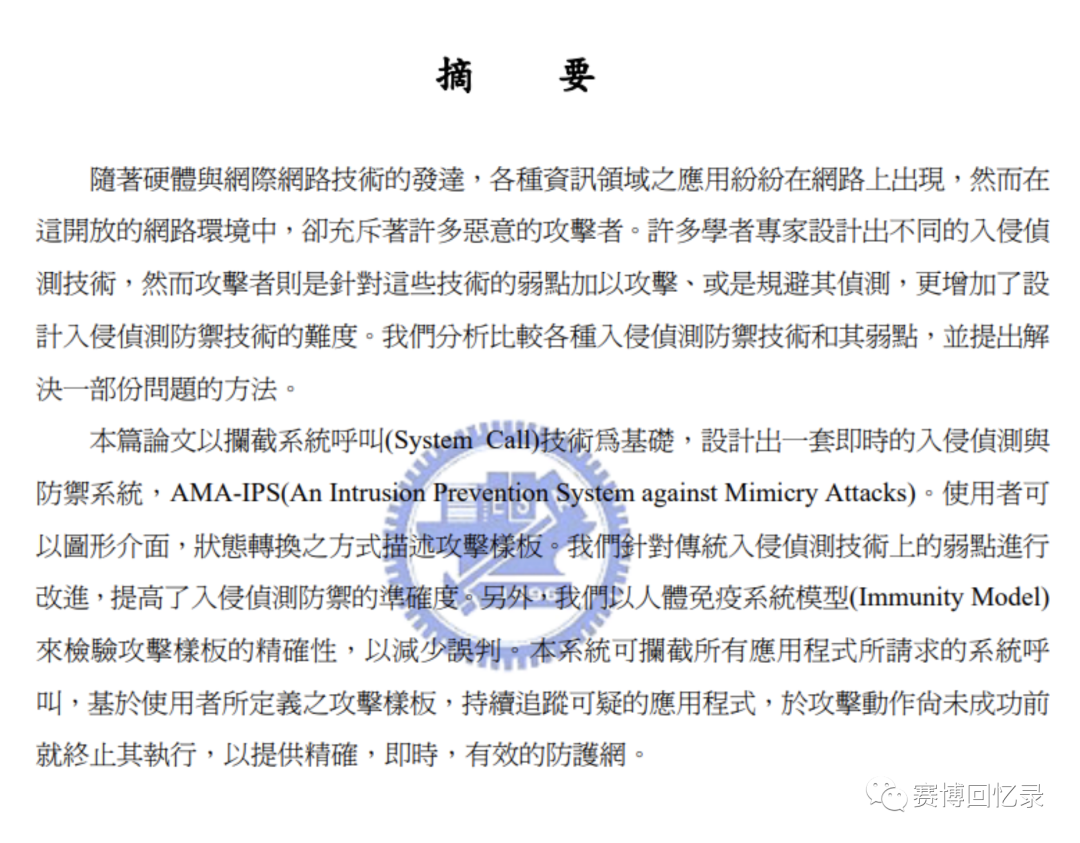 摘 要
隨著硬體與網際網路技術的發達，各種資訊領域之應用紛紛在網路上出現，然而在
這開放的網路環境中，卻充斥著許多惡意的攻擊者。許多學者專家設計出不同的入侵偵
測技術，然而攻擊者則是針對這些技術的弱點加以攻擊、或是規避其偵測，更增加了設
計入侵偵測防禦技術的難度。我們分析比較各種入侵偵測防禦技術和其弱點，並提出解
決一部份問題的方法。
本篇論文以攔截系統呼叫(System Call)技術為基礎，設計出一套即時的入侵偵測與
防禦系統，AMA-IPS(An Intrusion Prevention System against Mimicry Attacks)。使用者可
以圖形介面，狀態轉換之方式描述攻擊樣板。我們針對傳統入侵偵測技術上的弱點進行
改進，提高了入侵偵測防禦的準確度。另外，我們以人體免疫系統模型(Immunity Model)
來檢驗攻擊樣板的精確性，以減少誤判。本系統可攔截所有應用程式所請求的系統呼
叫，基於使用者所定義之攻擊樣板，持續追蹤可疑的應用程式，於攻擊動作尚未成功前
就終止其執行，以提供精確，即時，有效的防護網。
赛博回忆录